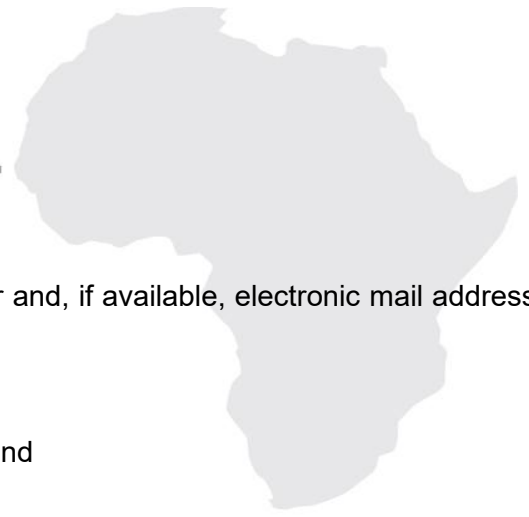 and, if available, electronic mail address
nd